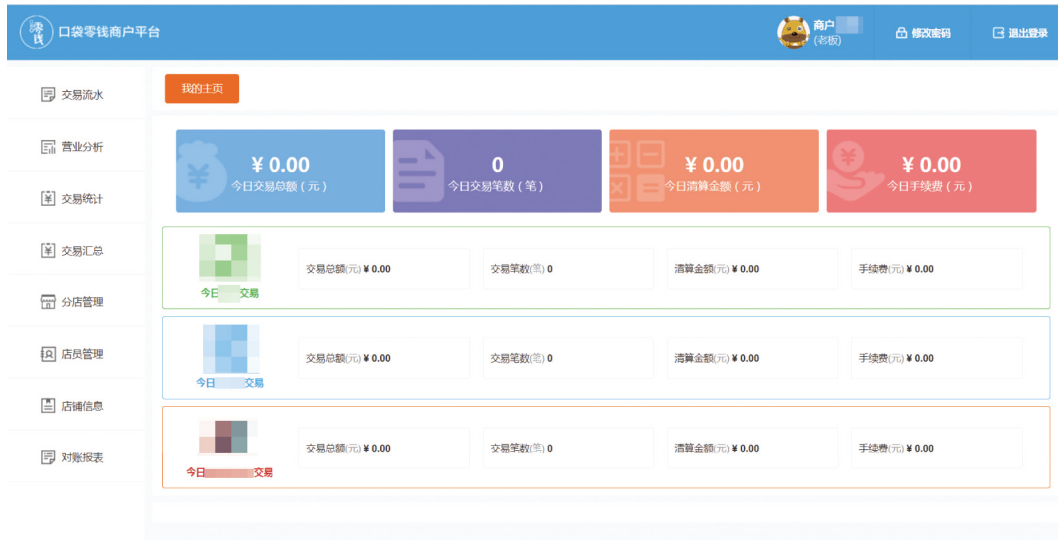 零钱
口袋零钱商户平台
商户
(老板)
修改密码
退出登录
交易流水
营业分析
交易统计
交易汇总
分店管理
店员管理
店铺信息
对账报表
我的主页
¥ 0.00
今日交易总额(元)
0
今日交易笔数(笔)
¥ 0.00
今日清算金额(元)
¥ 0.00
今日手续费(元)
今日 交易
交易总额(元) ¥ 0.00
交易笔数(笔) 0
清算金额(元) ¥ 0.00
手续费(元) ¥ 0.00
今日 交易
交易总额(元) ¥ 0.00
交易笔数(笔) 0
清算金额(元) ¥ 0.00
手续费(元) ¥ 0.00
今日 交易
交易总额(元) ¥ 0.00
交易笔数(笔) 0
清算金额(元) ¥ 0.00
手续费(元) ¥ 0.00